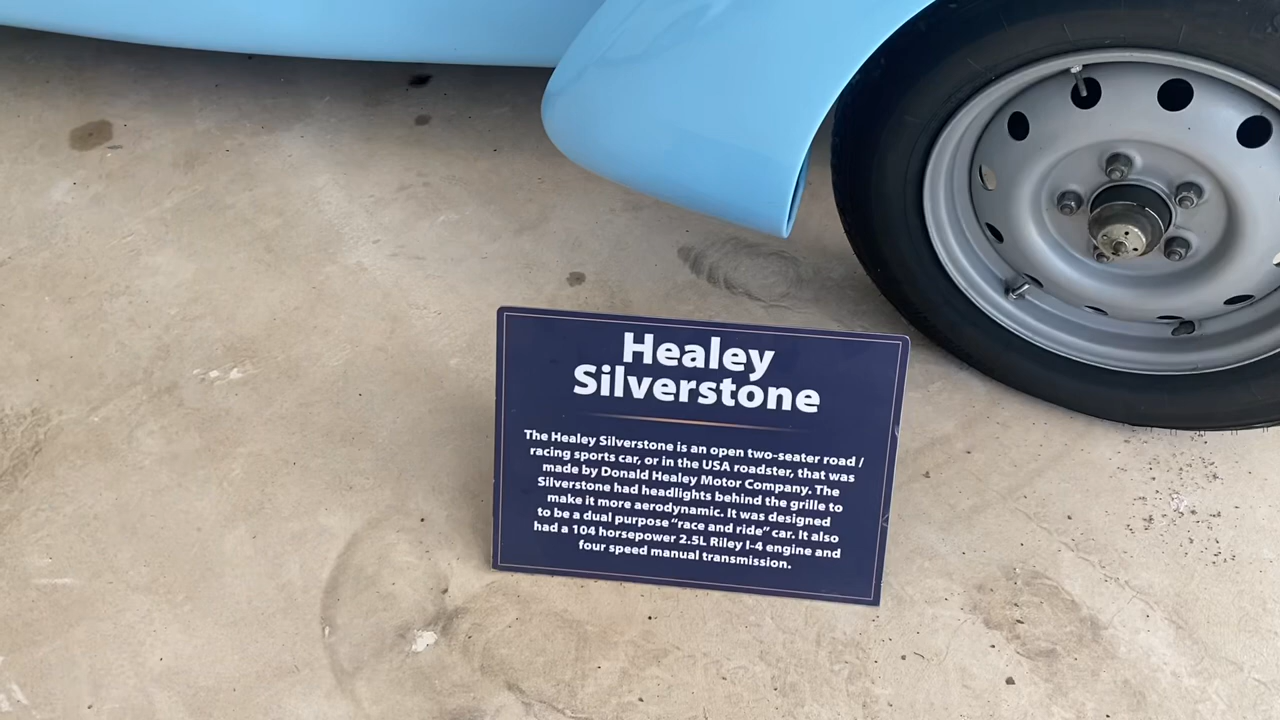 Healey
Silverstone
The Healey Silverstone is an open two-seater road /
racing sports car, or in the USA roadster, that was
made by Donald Healey Motor Company. The
Silverstone had headlights behind the grille to
make it more aerodynamic. It was designed
to be a dual purpose “race and ride” car. It also
had a 104 horsepower 2.5L Riley I-4 engine and
four speed manual transmission.